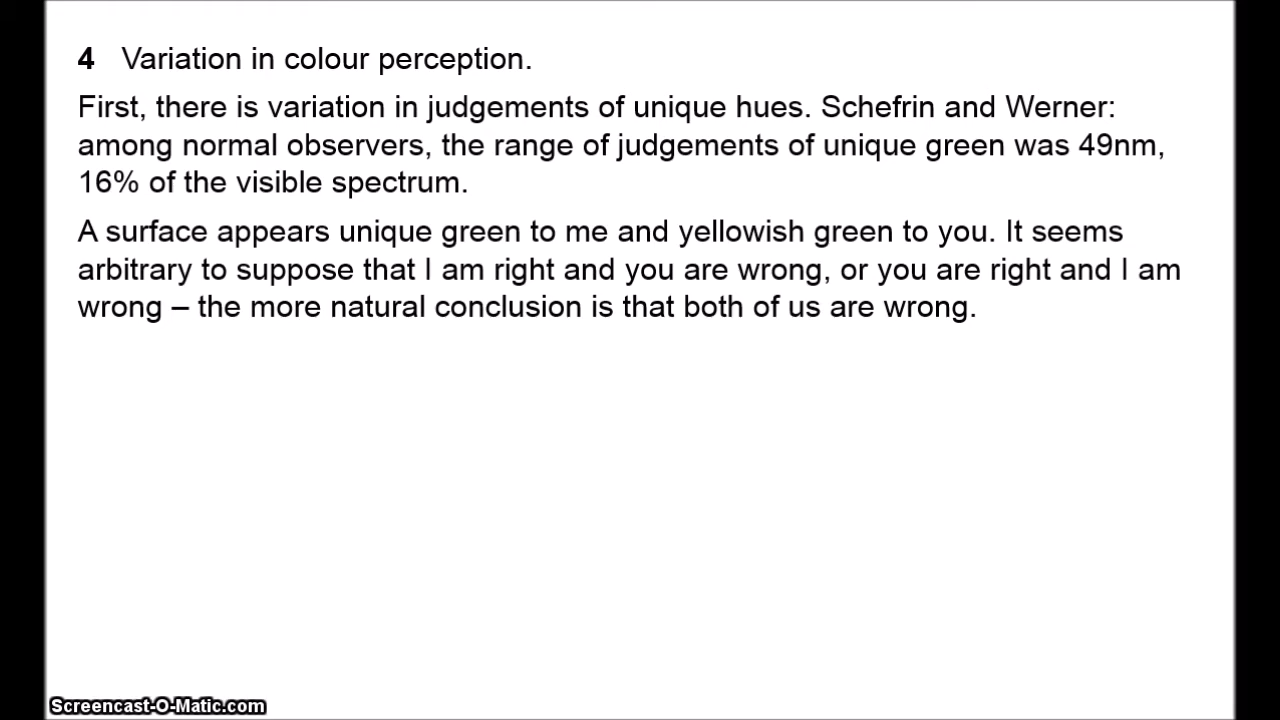 4 Variation in colour perception.
First, there is variation in judgements of unique hues. Schefrin and Werner:
among normal observers, the range of judgements of unique green was 49nm,
16% of the visible spectrum.
A surface appears unique green to me and yellowish green to you. It seems
arbitrary to suppose that I am right and you are wrong, or you are right and I am
wrong – the more natural conclusion is that both of us are wrong.
Screencast-O-Matic.com